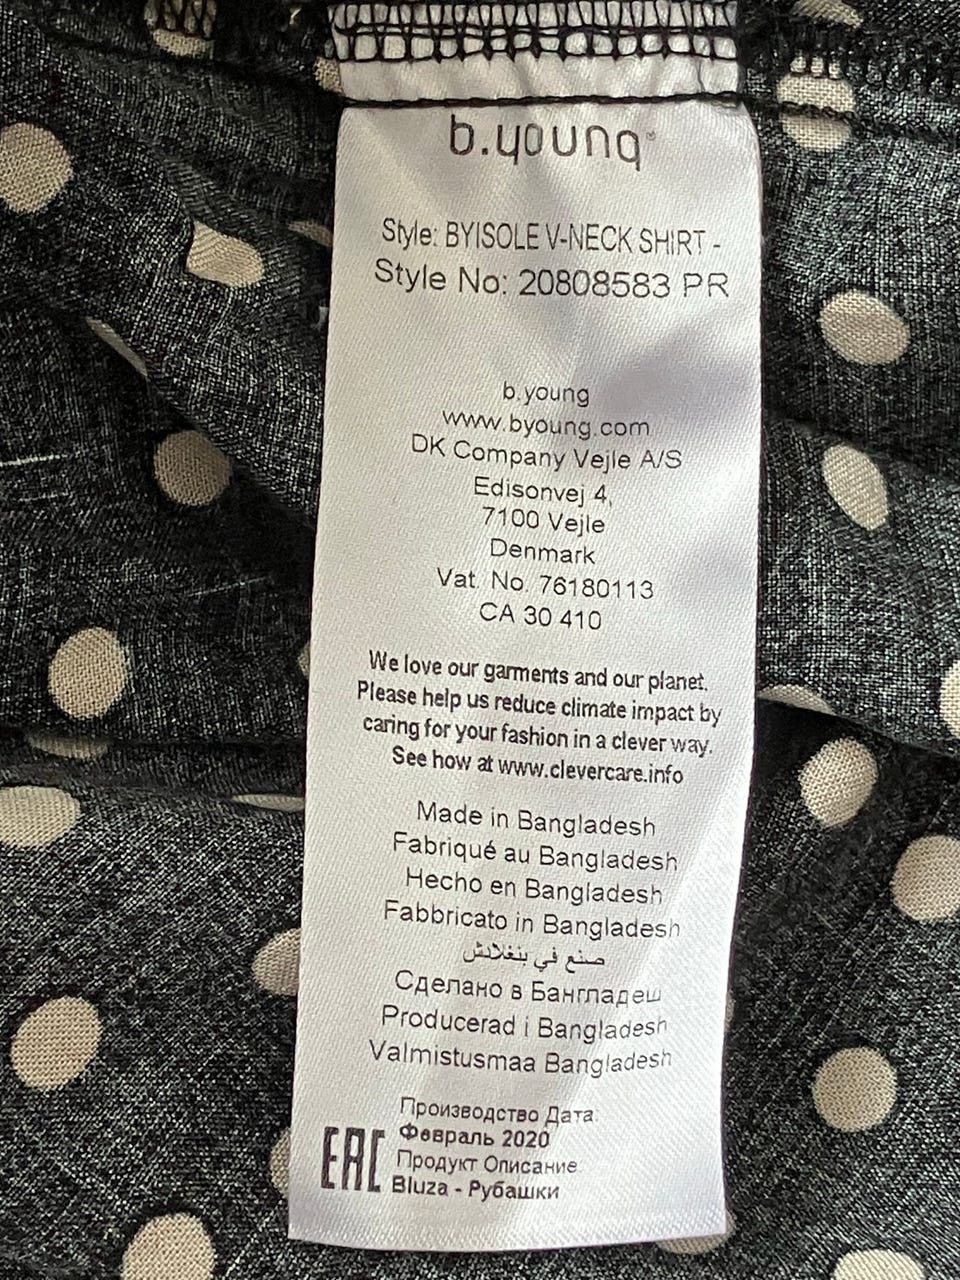 b.young®
Style: BYISOLE V-NECK SHIRT -
Style No: 20808583 PR
b.young
www.byoung.com
DK Company Vejle A/S
Edisonvej 4,
7100 Vejle
Denmark
Vat. No. 76180113
CA 30 410
We love our garments and our planet.
Please help us reduce climate impact by
caring for your fashion in a clever way.
See how at www.clevercare.info
Made in Bangladesh
Fabriqué au Bangladesh
Hecho en Bangladesh
Fabbricato in Bangladesh
صنع في بنغلادش
Сделано в Бангладеш
Producerad i Bangladesh
Valmistusmaa Bangladesh
Производство Дата:
Февраль 2020
Продукт Описание
Bluza - Рубашки
EAC